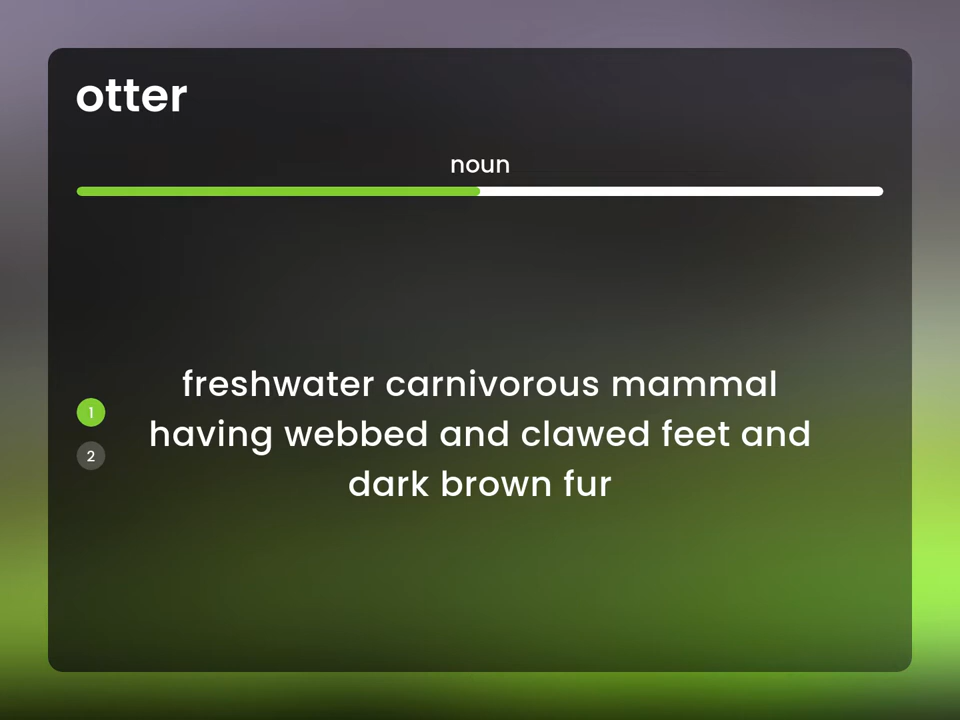 otter
noun
freshwater carnivorous mammal
having webbed and clawed feet and
dark brown fur
1
2